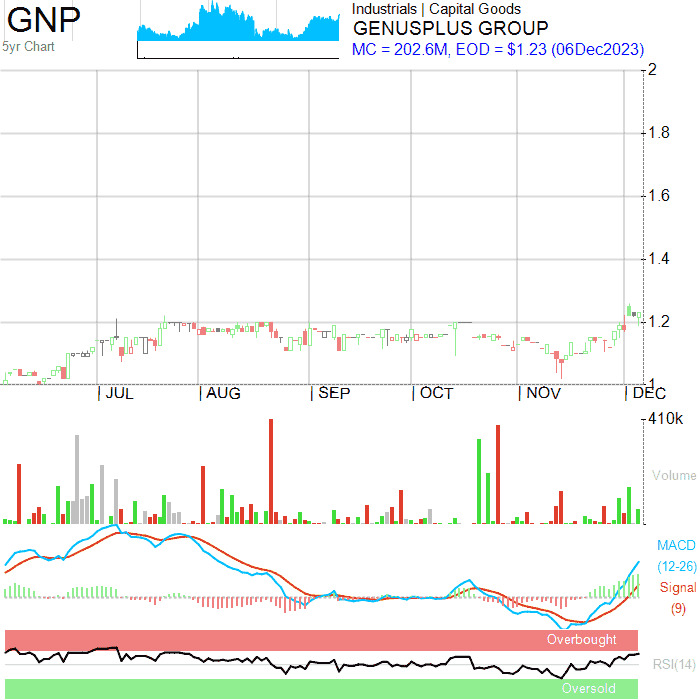 GNP
5yr Chart
Industrials | Capital Goods
GENUSPLUS GROUP
MC = 202.6M, EOD = $1.23 (06Dec2023)
2
1.8
1.6
1.4
1.2
1
JUL AUG SEP OCT NOV DEC
410k
Volume
MACD
(12-26)
Signal
(9)
Overbought
RSI(14)
Oversold